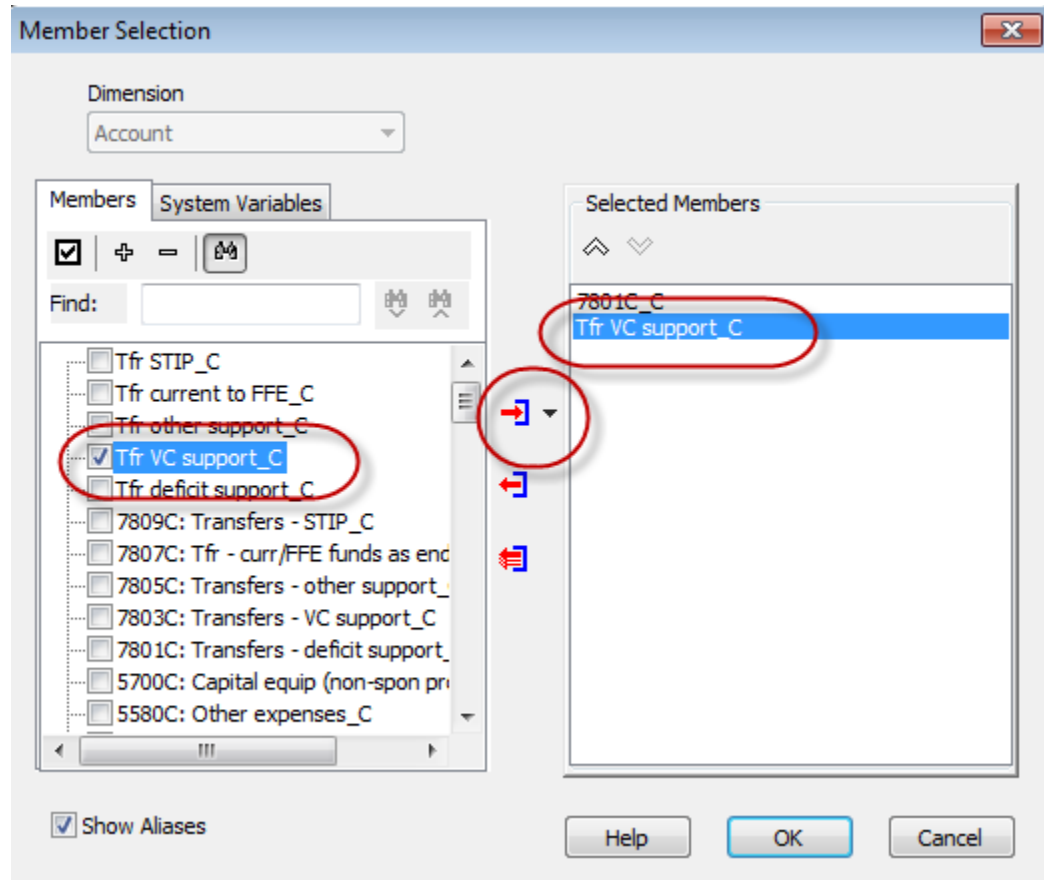 Member Selection
Dimension
Account
Members
System Variables
Find:
Tfr STIP_C
Tfr current to FFE_C
Tfr other support_C
Tfr VC support_C
Tfr deficit support_C
7809C: Transfers - STIP_C
7807C: Tfr - curr/FFE funds as end
7805C: Transfers - other support_
7803C: Transfers - VC support_C
7801C: Transfers - deficit support_
5700C: Capital equip (non-spon pr
5580C: Other expenses_C
Show Aliases
Selected Members
7801C_C
Tfr VC support_C
Help
OK
Cancel